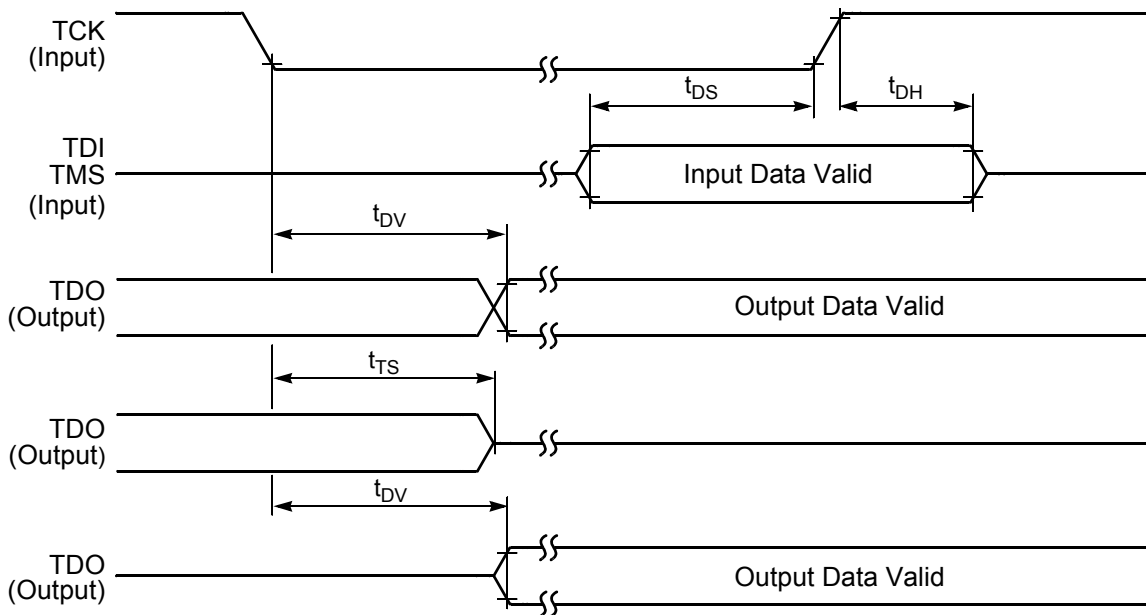 TCK
(Input)
tDS
tDH
TDI
TMS
(Input)
Input Data Valid
tDV
TDO
(Output)
Output Data Valid
tTS
TDO
(Output)
tDV
TDO
(Output)
Output Data Valid